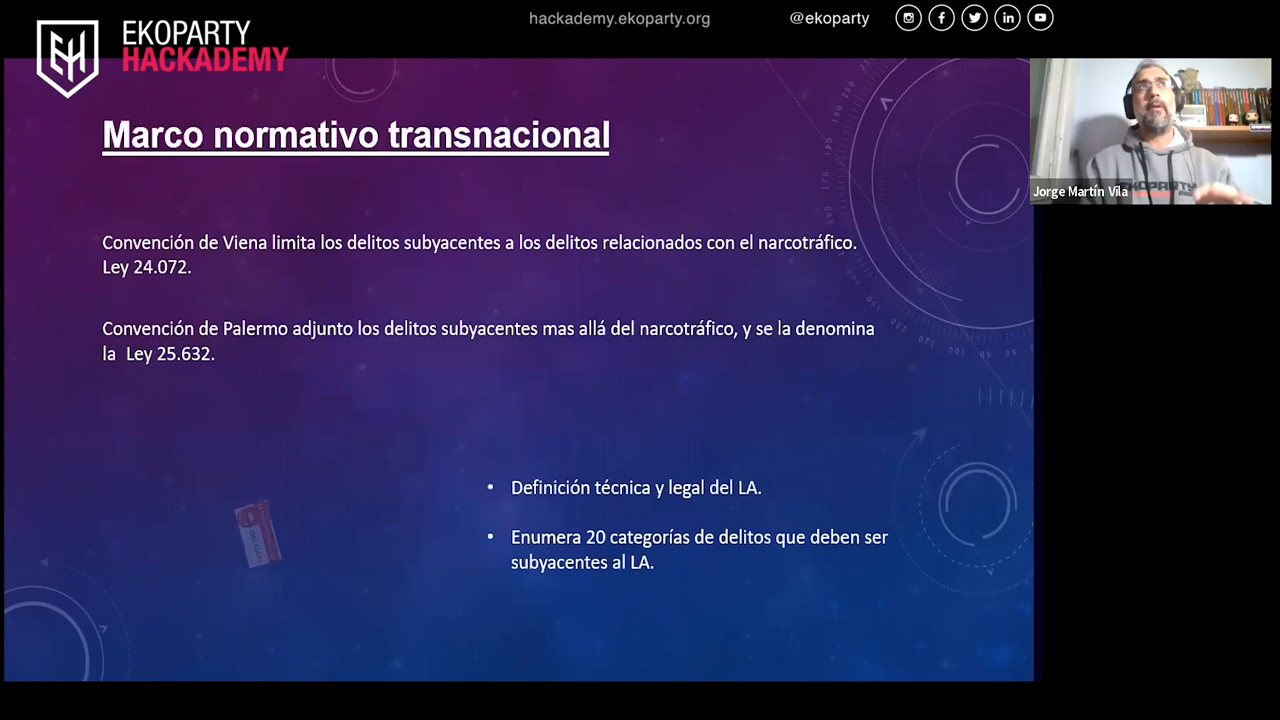 hackademy.ekoparty.org
@ekoparty
EKOPARTY
HACKADEMY
Marco normativo transnacional
Convención de Viena limita los delitos subyacentes a los delitos relacionados con el narcotráfico.
Ley 24.072.
Convención de Palermo adjunto los delitos subyacentes mas allá del narcotráfico, y se la denomina
la Ley 25.632.
• Definición técnica y legal del LA.
• Enumera 20 categorías de delitos que deben ser
subyacentes al LA.
Jorge Martín Vila
EKOPARTY